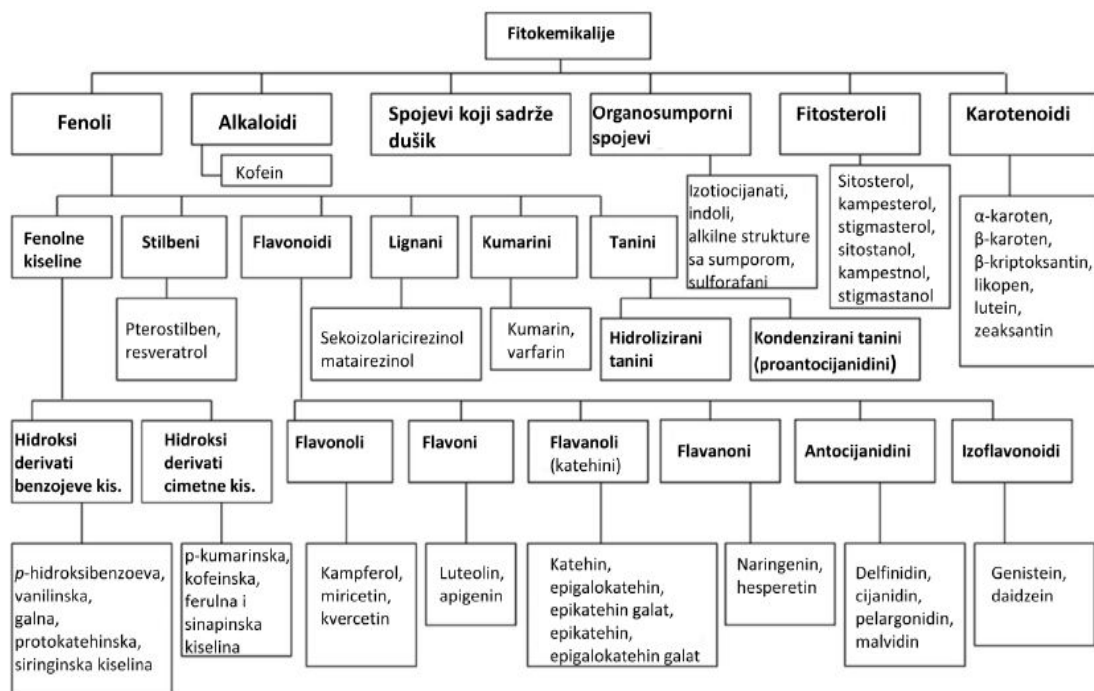 Fitokemikalije
Fenoli
Alkaloidi
Spojevi koji sadrže
dušik
Organosumporni
spojevi
Fitosteroli
Karotenoidi
Kofein
Izotiocijanati,
indoli,
alkilne strukture
sa sumporom,
sulforafani
Sitosterol,
kampesterol,
stigmasterol,
sitostanol,
kampestnol,
stigmastanol
α-karoten,
β-karoten,
β-kriptoksantin,
likopen,
lutein,
zeaksantin
Fenolne
kiseline
Stilbeni
Flavonoidi
Lignani
Kumarini
Tanini
Pterostilben,
resveratrol
Sekoizolaricirezinol
matairezinol
Kumarin,
varfarin
Hidrolizirani
tanini
Kondenzirani tanini
(proantocijanidini)
Hidroksi
derivati
benzojeve kis.
Hidroksi
derivati
cimetne kis.
Flavonoli
Flavoni
Flavanoli
(katehini)
Flavanoni
Antocijanidini
Izoflavonoidi
p-hidroksibenzoeva,
vanilinska,
galna,
protokatehinska,
siringinska kiselina
p-kumarinska,
kofeinska,
ferulna i
sinapinska
kiselina
Kampferol,
miricetin,
kvercetin
Luteolin,
apigenin
Katehin,
epigalokatehin,
epikatehin galat,
epikatehin,
epigalokatehin galat
Naringenin,
hesperetin
Delfinidin,
cijanidin,
pelargonidin,
malvidin
Genistein,
daidzein